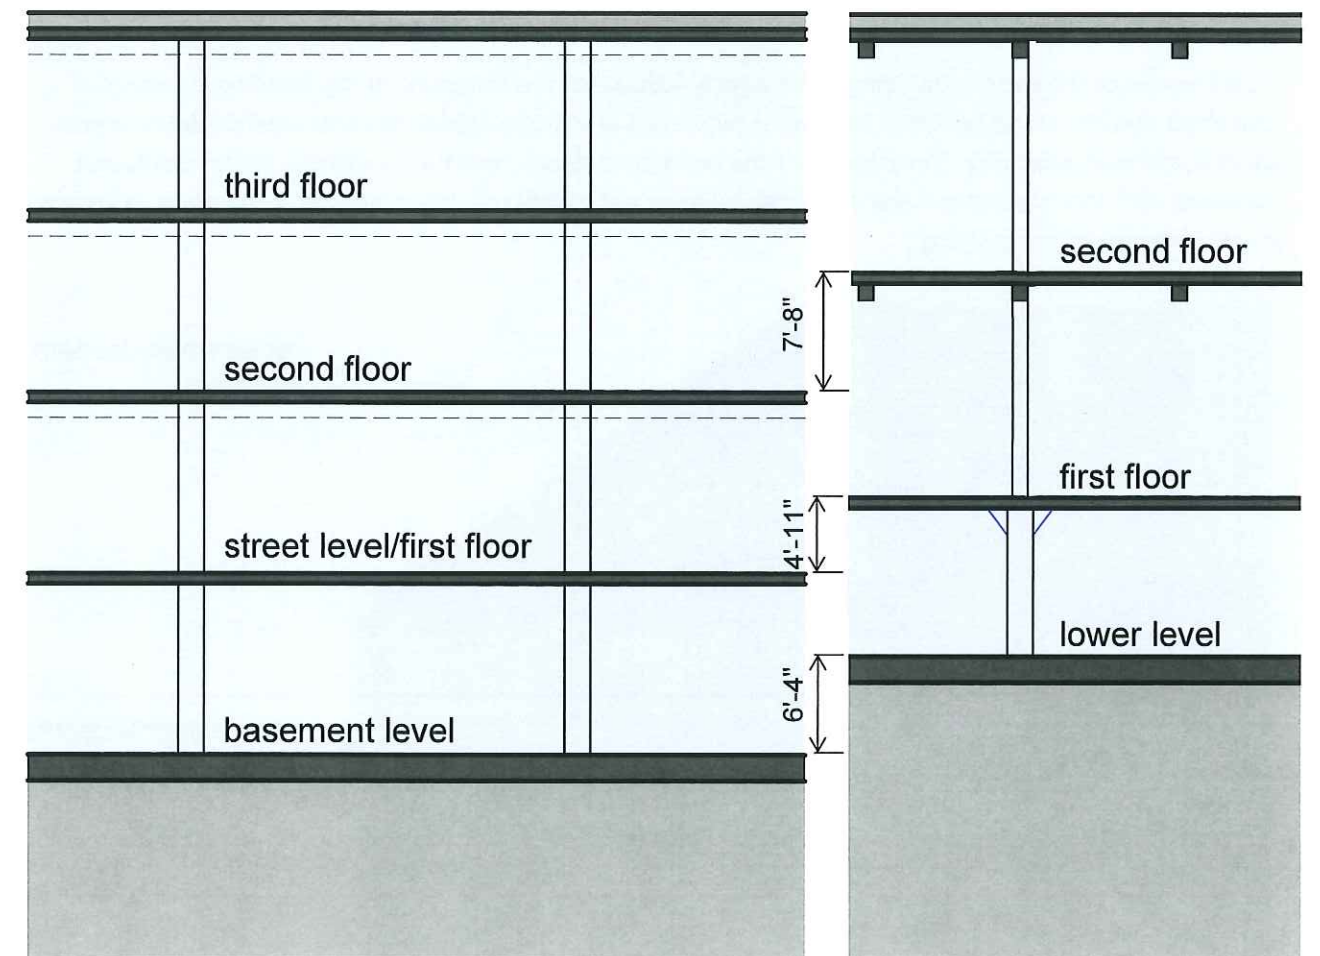 third floor
second floor
second floor
7'-8"
first floor
street level/first floor
4'-11"
lower level
6'-4"
basement level